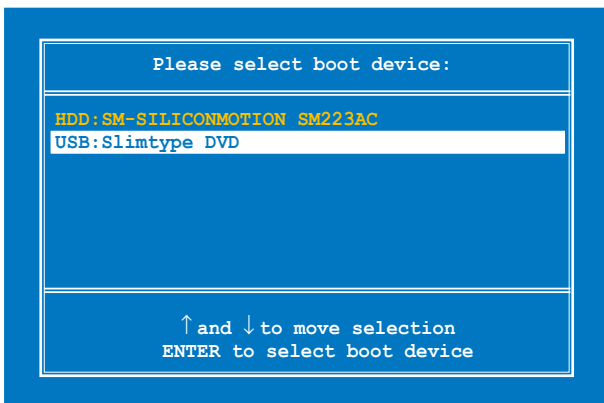 Please select boot device:
HDD:SM-SILICONMOTION SM223AC
USB:Slimtype DVD
↑and ↓to move selection
ENTER to select boot device